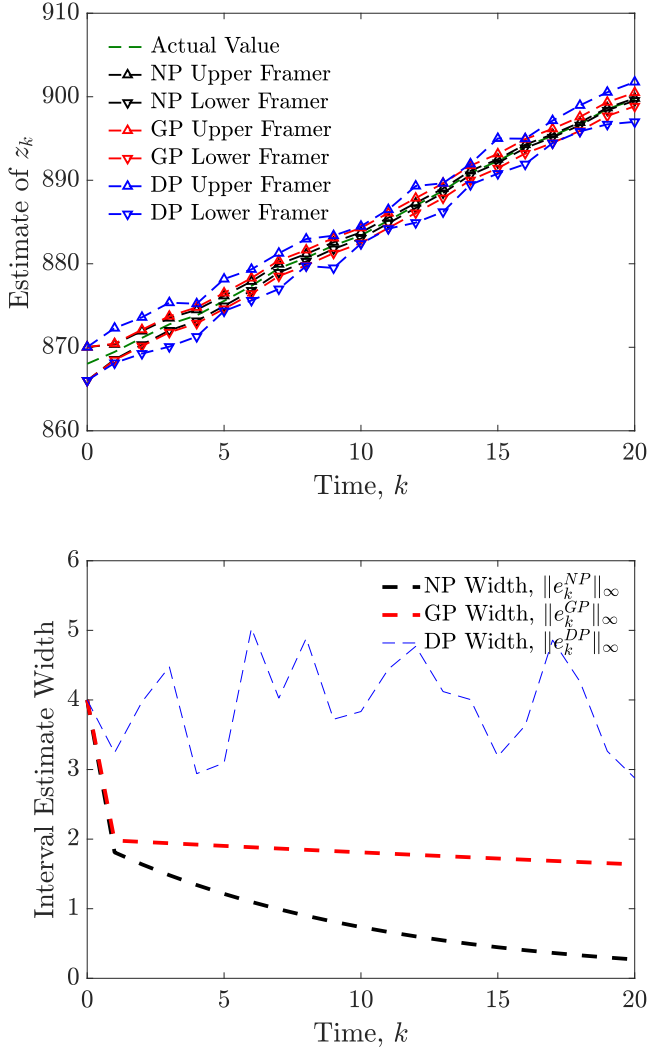 910
900
890
880
870
860
Estimate of z_k
Actual Value
NP Upper Framer
NP Lower Framer
GP Upper Framer
GP Lower Framer
DP Upper Framer
DP Lower Framer
0 5 10 15 20
Time, k
6
5
4
3
2
1
0
Interval Estimate Width
NP Width, ‖e_k^{NP}‖_∞
GP Width, ‖e_k^{GP}‖_∞
DP Width, ‖e_k^{DP}‖_∞
0 5 10 15 20
Time, k